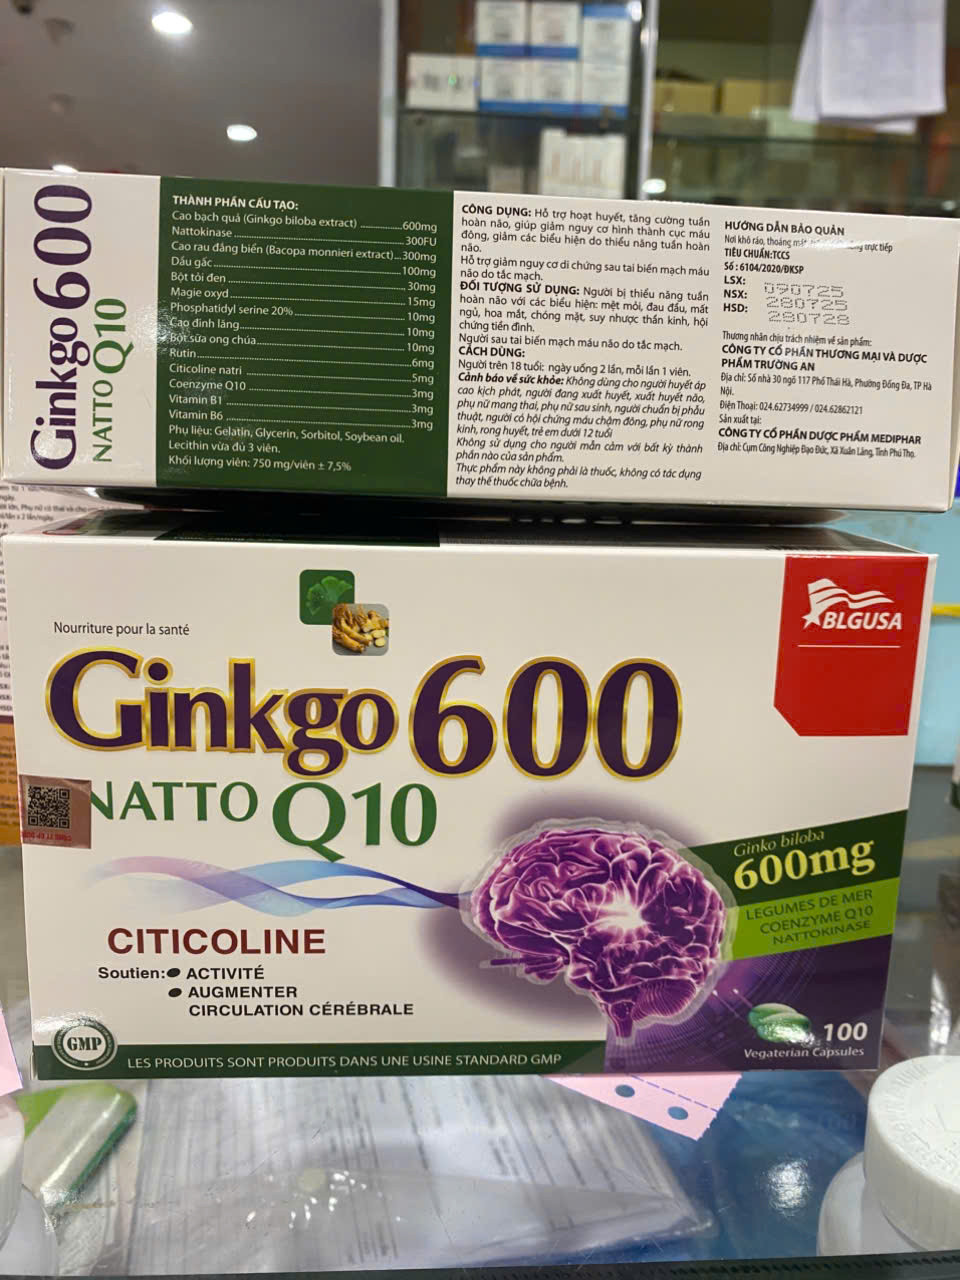 Ginkgo 600
NATTO Q10
THÀNH PHẦN CẤU TẠO:
Cao bạch quả (Ginkgo biloba extract) ..............600mg
Nattokinase ..............300FU
Cao rau đắng biển (Bacopa monnieri extract)...300mg
Dầu gấc..............100mg
Bột tỏi đen ..............30mg
Magie oxyd..............15mg
Phosphatidyl serine 20%..............10mg
Cao đinh lăng..............10mg
Bột sữa ong chúa..............10mg
Rutin..............6mg
Citicoline natri ..............5mg
Coenzyme Q10 ..............3mg
Vitamin B1 ..............3mg
Vitamin B6 ..............3mg
Phụ liệu: Gelatin, Glycerin, Sorbitol, Soybean oil.
Lecithin vừa đủ 3 viên.
Khối lượng viên: 750 mg/viên ± 7,5%
CÔNG DỤNG: Hỗ trợ hoạt huyết, tăng cường tuần
hoàn não, giúp giảm nguy cơ hình thành cục máu
đông, giảm các biểu hiện do thiểu năng tuần hoàn
não.
Hỗ trợ giảm nguy cơ di chứng sau tai biến mạch máu
não do tắc mạch.
ĐỐI TƯỢNG SỬ DỤNG: Người bị thiểu năng tuần
hoàn não với các biểu hiện: mệt mỏi, đau đầu, mất
ngủ, hoa mắt, chóng mặt, suy nhược thần kinh, hội
chứng tiền đình.
Người sau tai biến mạch máu não do tắc mạch.
CÁCH DÙNG:
Người trên 18 tuổi: ngày uống 2 lần, mỗi lần 1 viên.
Cảnh báo về sức khỏe: Không dùng cho người huyết áp
cao kịch phát, người đang xuất huyết, xuất huyết não,
phụ nữ mang thai, phụ nữ sau sinh, người chuẩn bị phẫu
thuật, người có hội chứng máu chậm đông, phụ nữ rong
kinh, rong huyết, trẻ em dưới 12 tuổi
Không sử dụng cho người mẫn cảm với bất kỳ thành
phần nào của sản phẩm.
Thực phẩm này không phải là thuốc, không có tác dụng
thay thế thuốc chữa bệnh.
HƯỚNG DẪN BẢO QUẢN
Nơi khô ráo, thoáng trực tiếp
TIÊU CHUẨN:TCCS
Số : 6104/2020/ĐKSP
LSX: 090725
NSX: 280725
HSD: 280728
Thương nhân chịu trách nhiệm về sản phẩm:
CÔNG TY CỔ PHẦN THƯƠNG MẠI VÀ DƯỢC
PHẨM TRƯỜNG AN
Địa chỉ: Số nhà 30 ngõ 117 Phố Thái Hà, Phường Đống Đa, TP Hà
Nội.
Điện Thoại: 024.62734999 / 024.62862121
Sản xuất tại:
CÔNG TY CỔ PHẦN DƯỢC PHẨM MEDIPHAR
Địa chỉ: Cụm Công Nghiệp Đạo Đức, Xã Xuân Lãng, Tỉnh Phú Thọ.
BLGUSA
Nourriture pour la santé
Ginkgo 600
NATTO Q10
Ginko biloba
600mg
LEGUMES DE MER
COENZYME Q10
NATTOKINASE
CITICOLINE
Soutien: ● ACTIVITÉ
● AUGMENTER
CIRCULATION CÉRÉBRALE
100
Vegaterian Capsules
GMP
LES PRODUITS SONT PRODUITS DANS UNE USINE STANDARD GMP